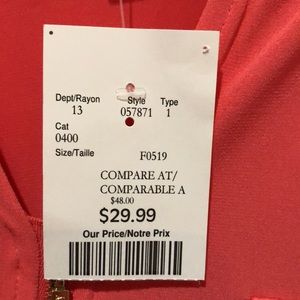 Dept/Rayon Style Type
13 057871 1
Cat
0400
Size/Taille F0519
COMPARE AT/
COMPARABLE A
$48.00
$29.99
Our Price/Notre Prix